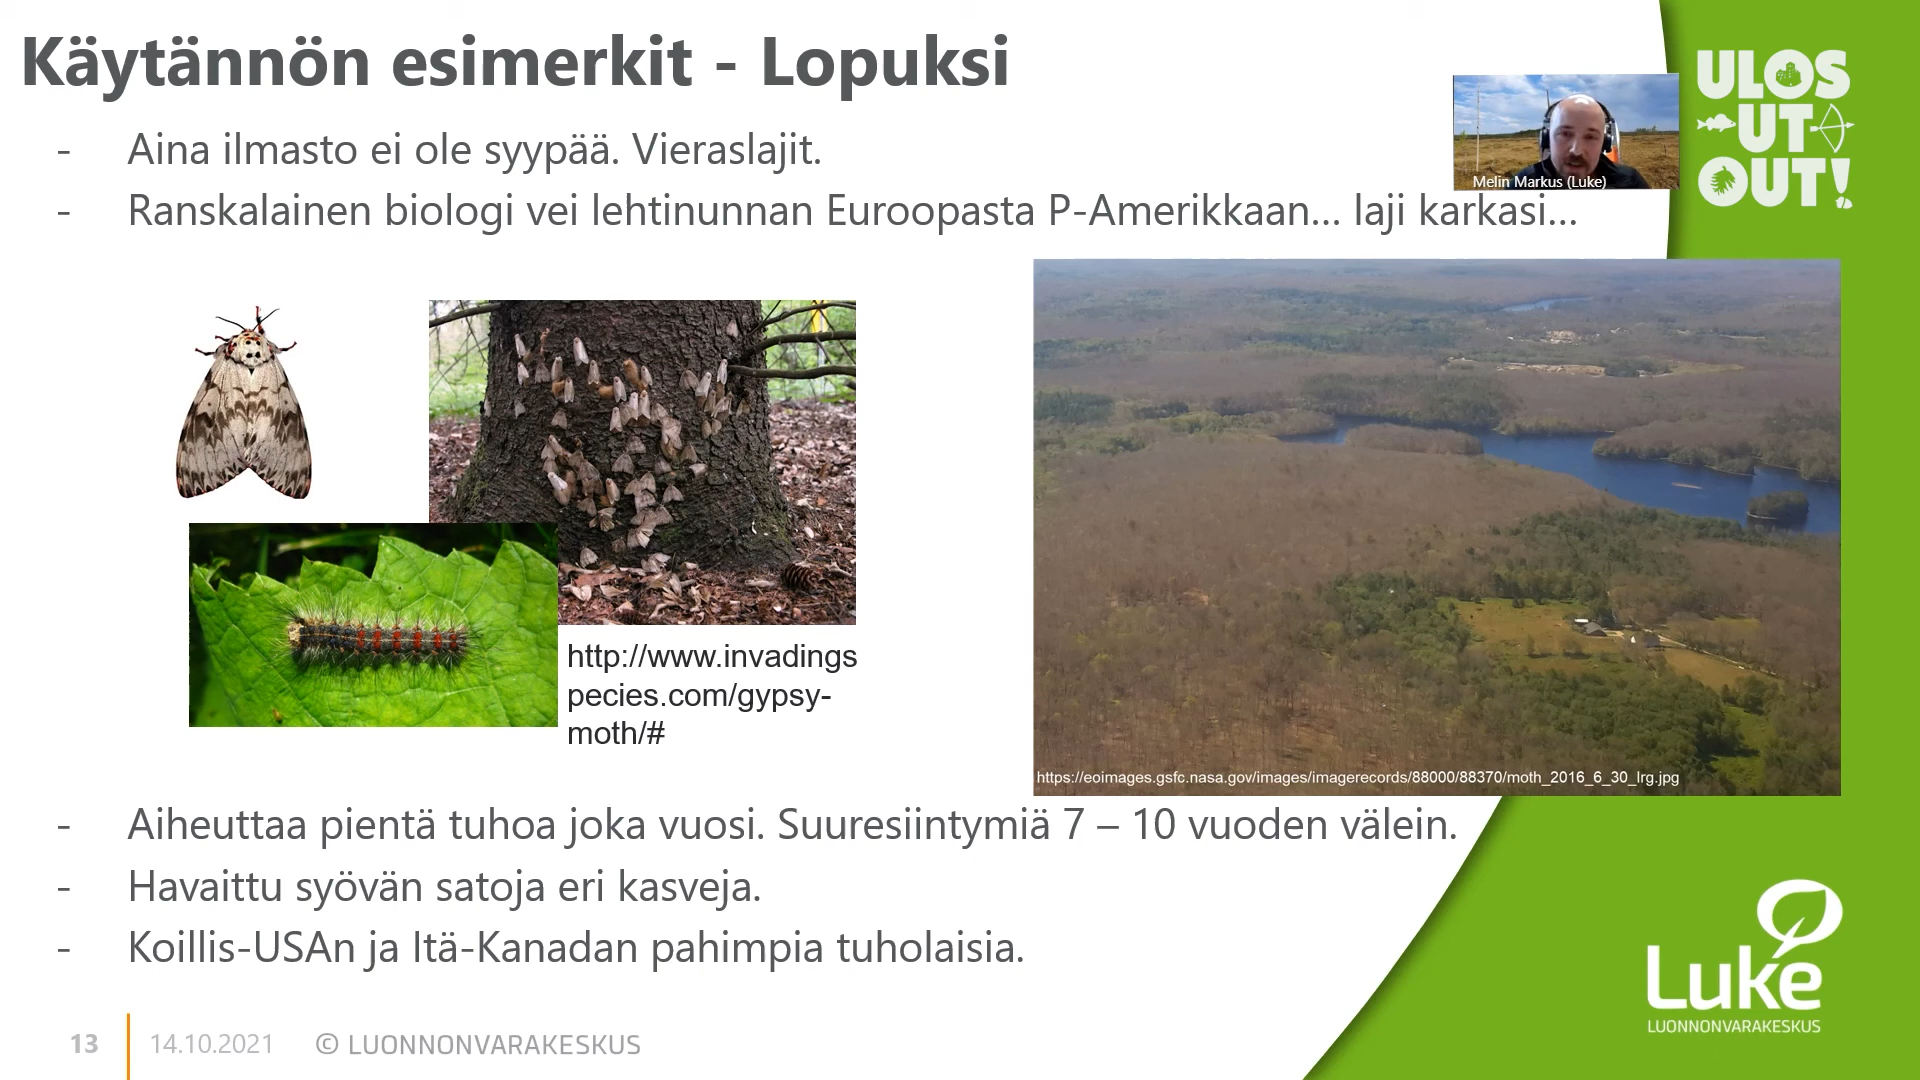 Käytännön esimerkit - Lopuksi
- Aina ilmasto ei ole syypää. Vieraslajit.
- Ranskalainen biologi vei lehtinunnan Euroopasta P-Amerikkaan... laji karkasi...
Melin Markus (Luke)
ULOS
UT
OUT!
http://www.invadings
pecies.com/gypsy-
moth/#
https://eoimages.gsfc.nasa.gov/images/imagerecords/88000/88370/moth_2016_6_30_lrg.jpg
- Aiheuttaa pientä tuhoa joka vuosi. Suuresiintymiä 7 – 10 vuoden välein.
- Havaittu syövän satoja eri kasveja.
- Koillis-USAn ja Itä-Kanadan pahimpia tuholaisia.
13 14.10.2021 © LUONNONVARAKESKUS
Luke
LUONNONVARAKESKUS